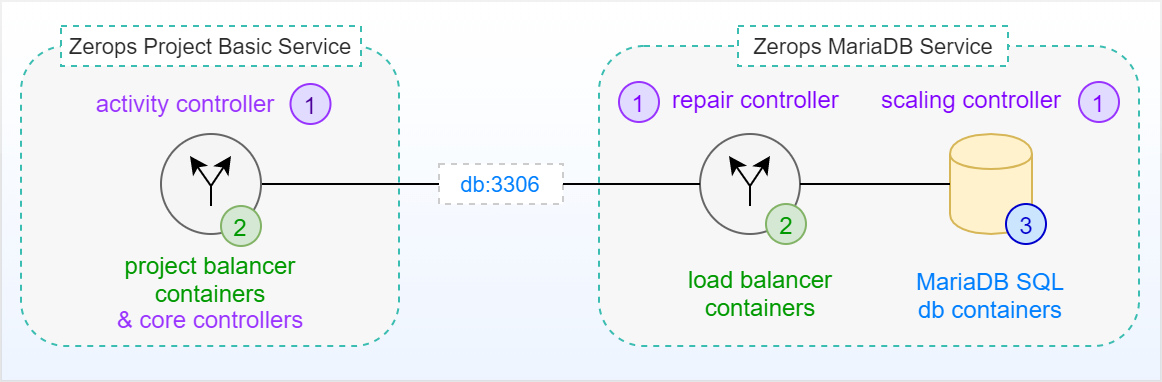 Zerops Project Basic Service
activity controller 1
2
project balancer
containers
& core controllers
db:3306
Zerops MariaDB Service
1 repair controller
scaling controller 1
2
load balancer
containers
3
MariaDB SQL
db containers